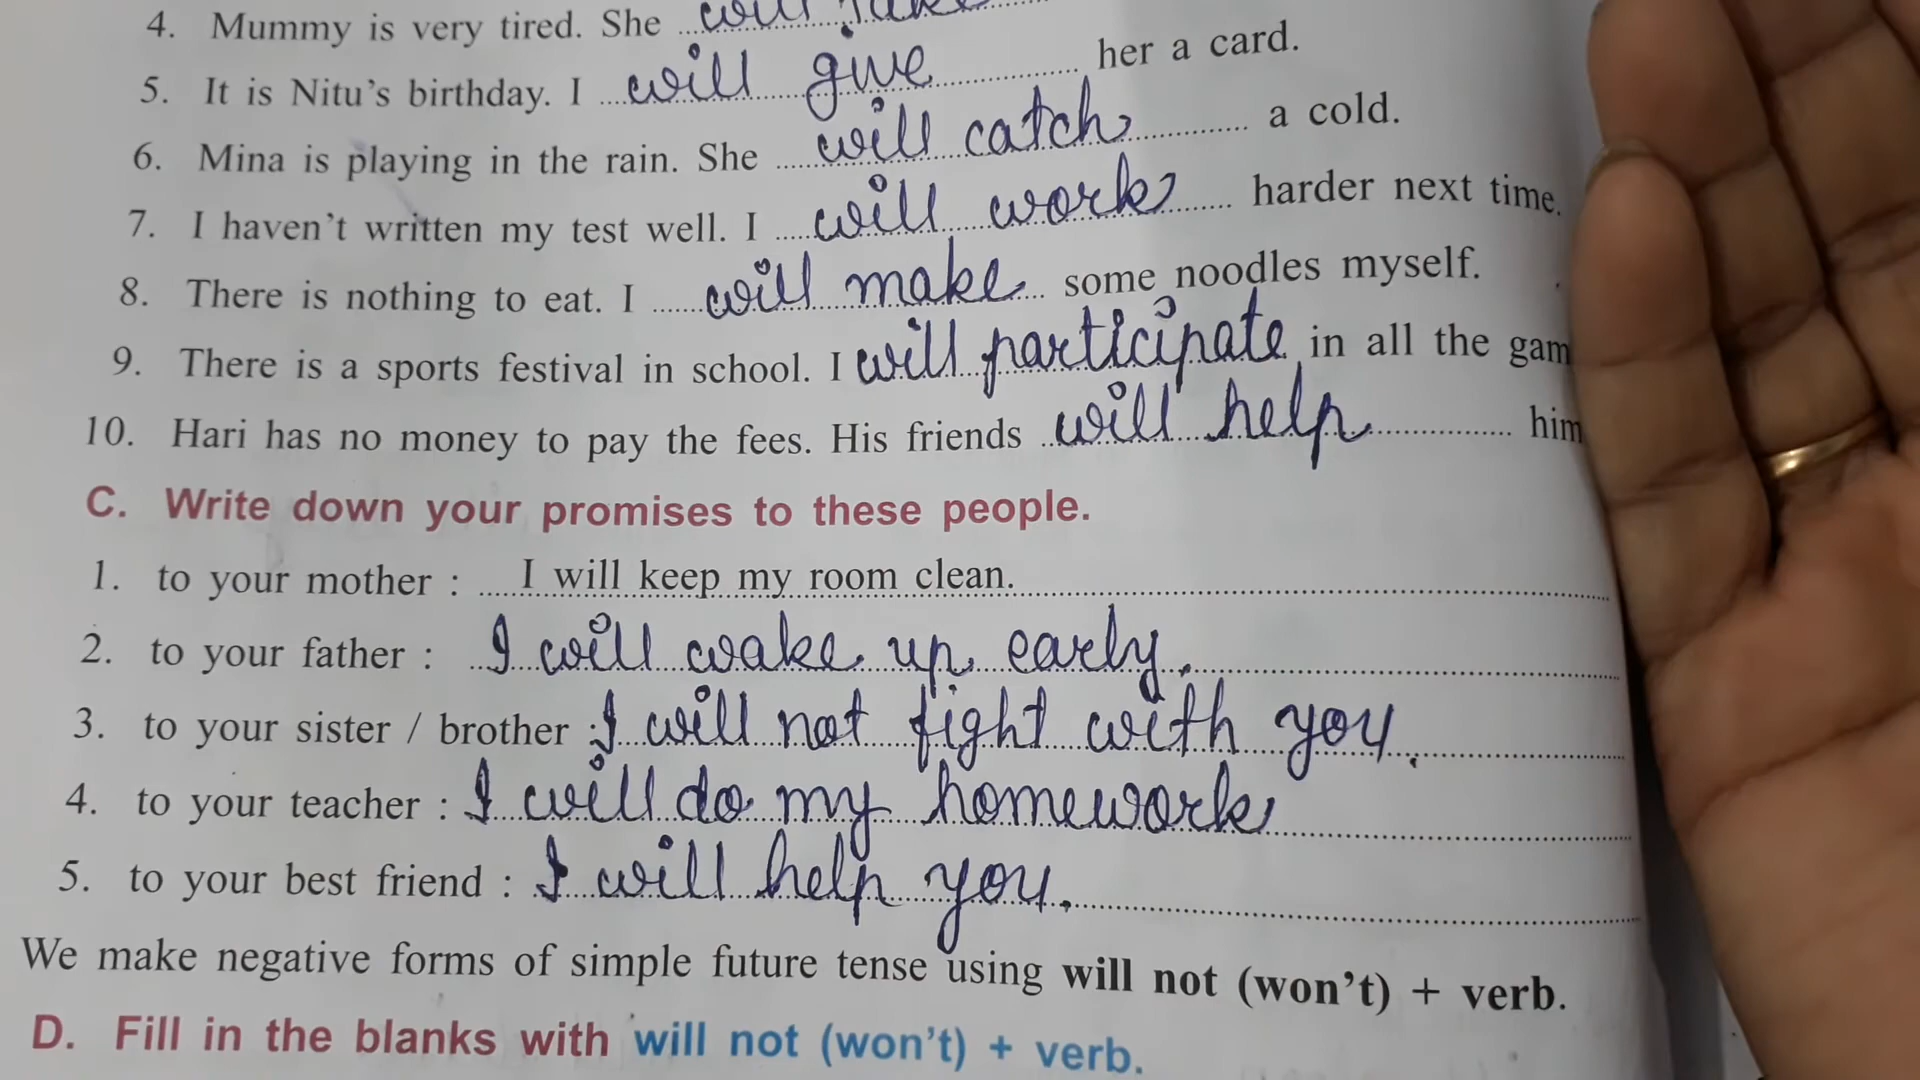 4. Mummy is very tired. She ...will
5. It is Nitu's birthday. I ...will give... her a card.
6. Mina is playing in the rain. She ...will catch... a cold.
7. I haven't written my test well. I ...will work... harder next time.
8. There is nothing to eat. I ...will make... some noodles myself.
9. There is a sports festival in school. I will participate in all the gam
10. Hari has no money to pay the fees. His friends ...will help... him
C. Write down your promises to these people.
1. to your mother : ...I will keep my room clean....
2. to your father : ...I will wake up early....
3. to your sister / brother : I will not fight with you.
4. to your teacher : I will do my homework...
5. to your best friend : I will help you....
We make negative forms of simple future tense using will not (won't) + verb.
D. Fill in the blanks with will not (won't) + verb.